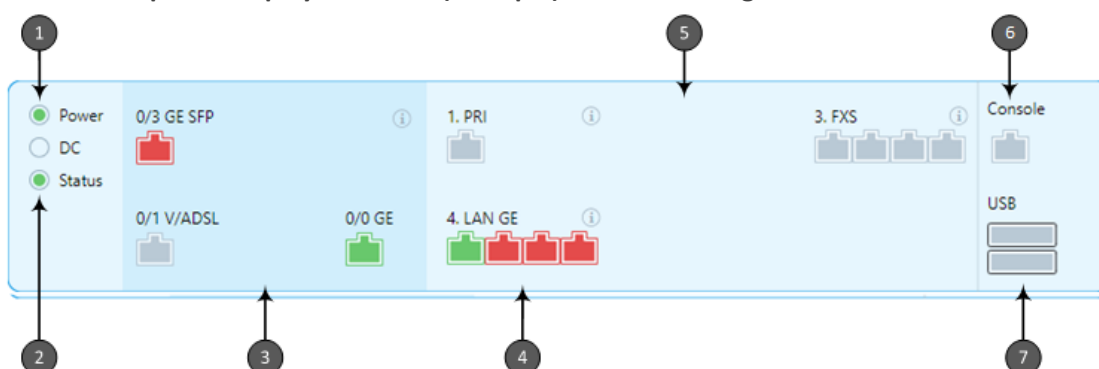 1
5
6
Power
DC
Status
0/3 GE SFP
1. PRI
3. FXS
Console
0/1 V/ADSL
0/0 GE
4. LAN GE
USB
2
3
4
7